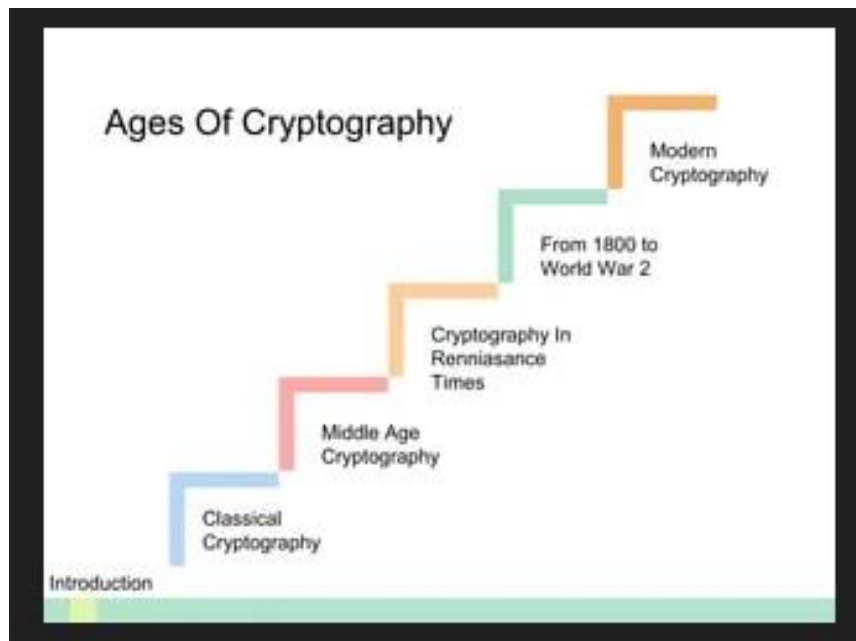 Ages Of Cryptography
Modern
Cryptography
From 1800 to
World War 2
Cryptography In
Renniasance
Times
Middle Age
Cryptography
Classical
Cryptography
Introduction